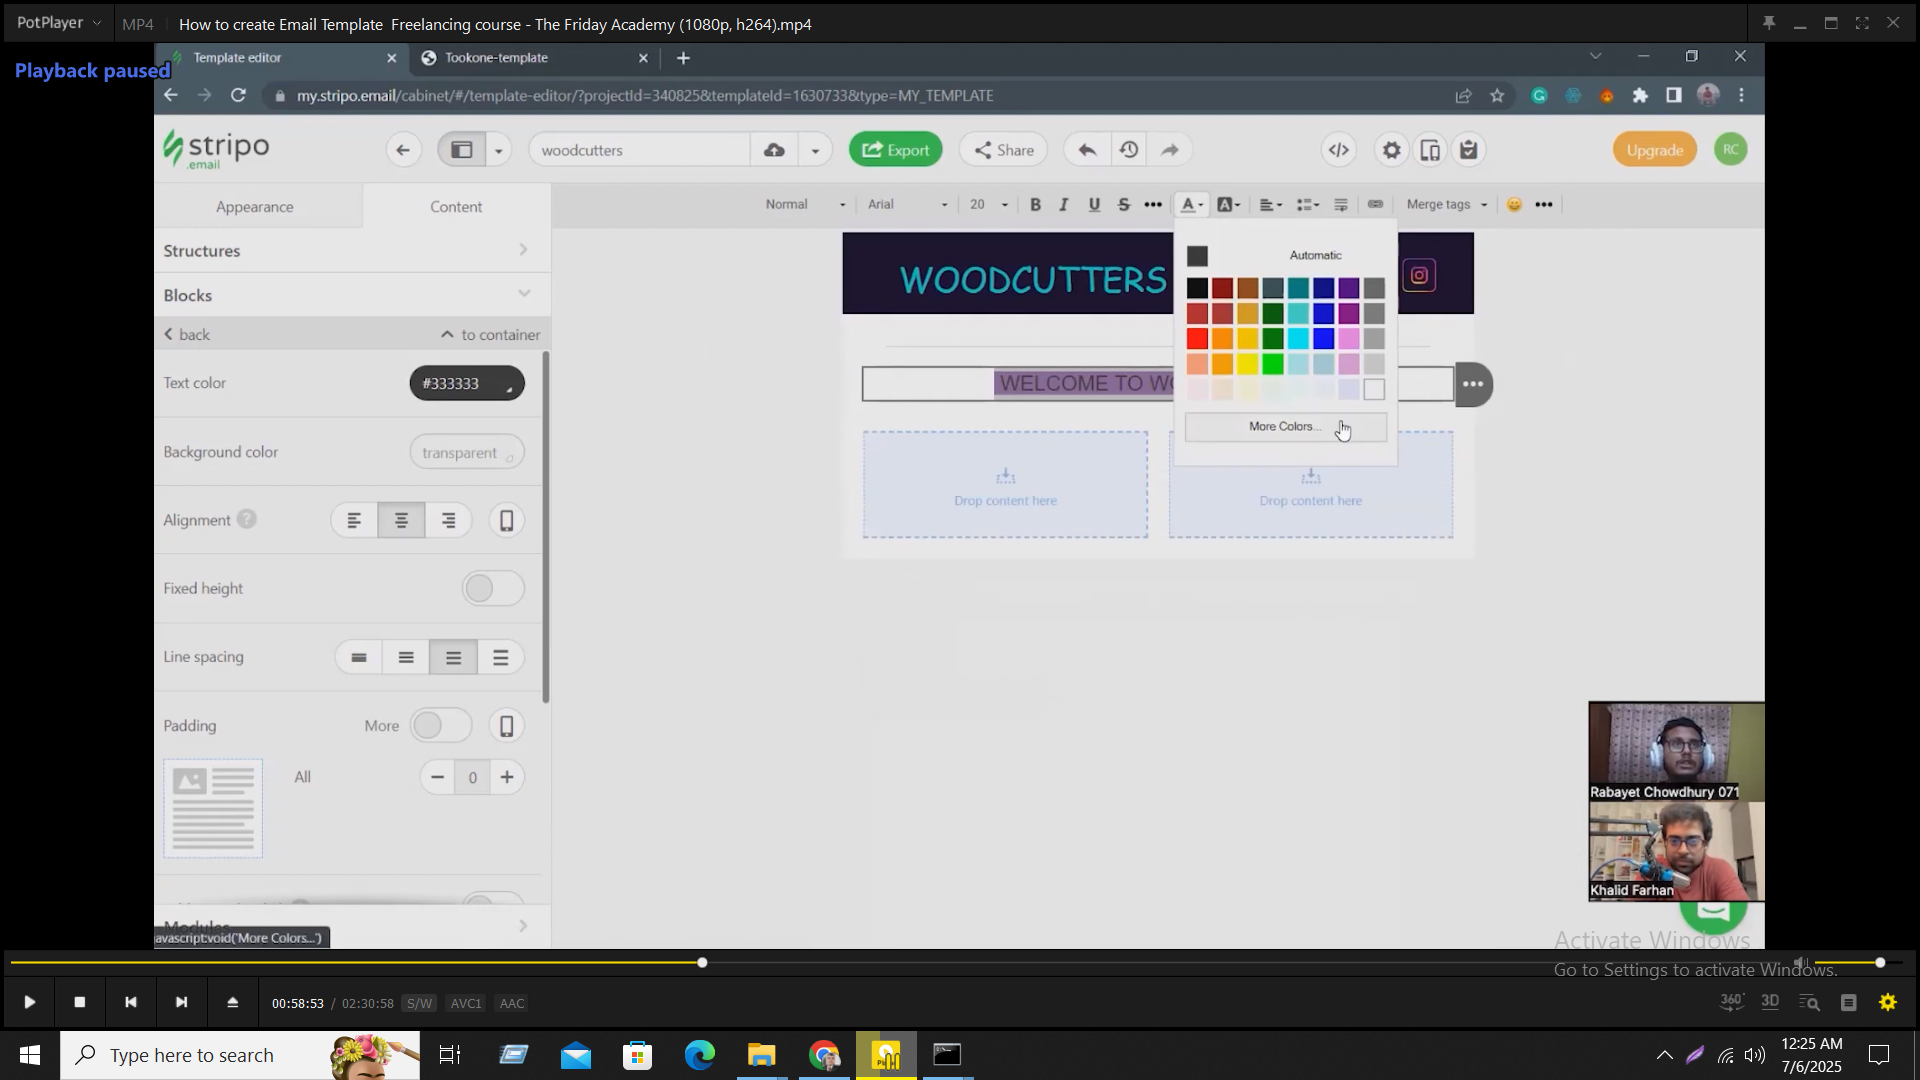 PotPlayer
MP4
How to create Email Template  Freelancing course - The Friday Academy (1080p, h264).mp4
Playback paused
Template editor
Tookone-template
my.stripo.email/cabinet/#/template-editor/?projectId=340825&templateId=1630733&type=MY_TEMPLATE
stripo
.email
woodcutters
Export
Share
Upgrade
RC
Appearance
Content
Normal
Arial
20
Merge tags
Structures
Blocks
back
to container
Text color
#333333
Background color
transparent
Alignment
Fixed height
Line spacing
Padding
More
All
0
Modules
javascript:void('More Colors...')
WOODCUTTERS
Automatic
WELCOME TO WO
More Colors...
Drop content here
Drop content here
Rabayet Chowdhury 071
Khalid Farhan
Activate Windows
Go to Settings to activate Windows.
00:58:53 / 02:30:58 S/W AVC1 AAC
360°
3D
Type here to search
12:25 AM
7/6/2025